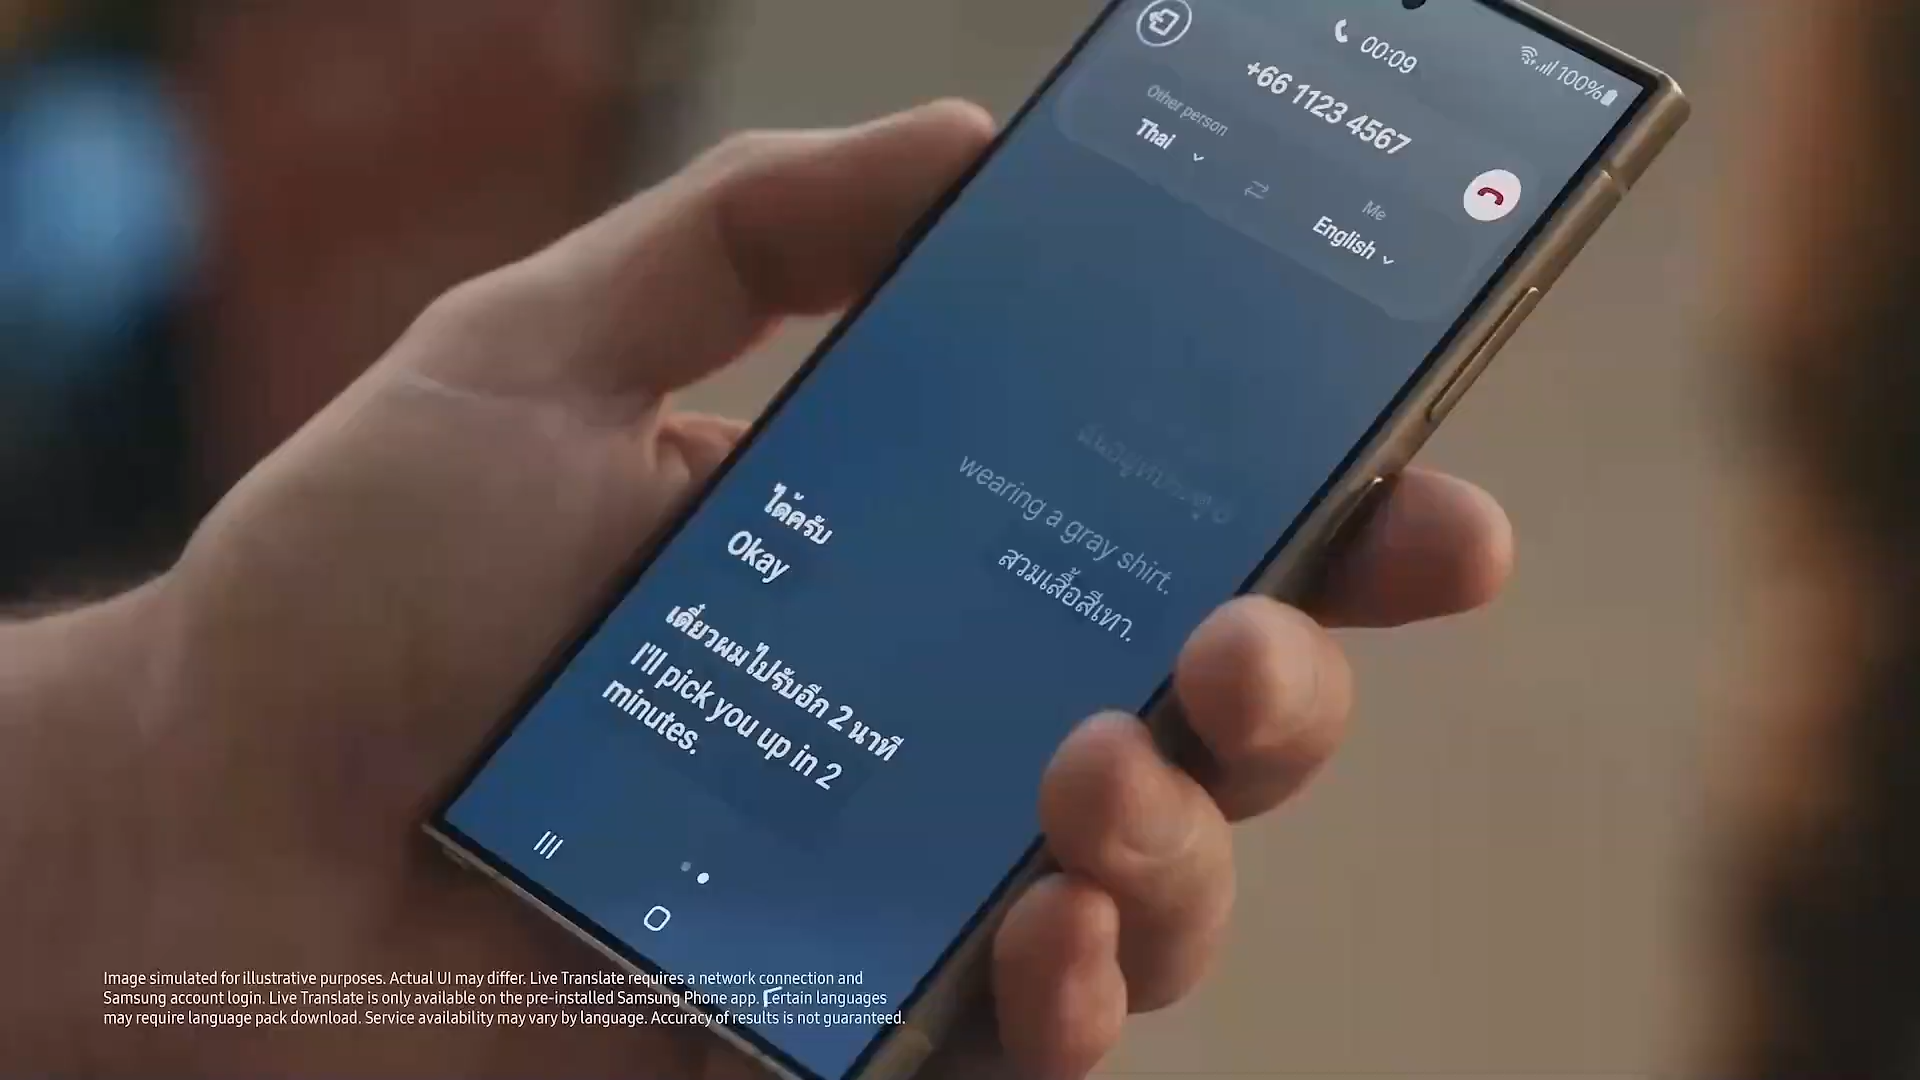 00:09
100%
+66 1123 4567
Other person
Thai
Me
English
wearing a gray shirt.
สวมเสื้อสีเทา.
ได้ครับ
Okay
เดี๋ยวผมไปรับอีก 2 นาที
I'll pick you up in 2
minutes.
Image simulated for illustrative purposes. Actual UI may differ. Live Translate requires a network connection and
Samsung account login. Live Translate is only available on the pre-installed Samsung Phone app. Certain languages
may require language pack download. Service availability may vary by language. Accuracy of results is not guaranteed.